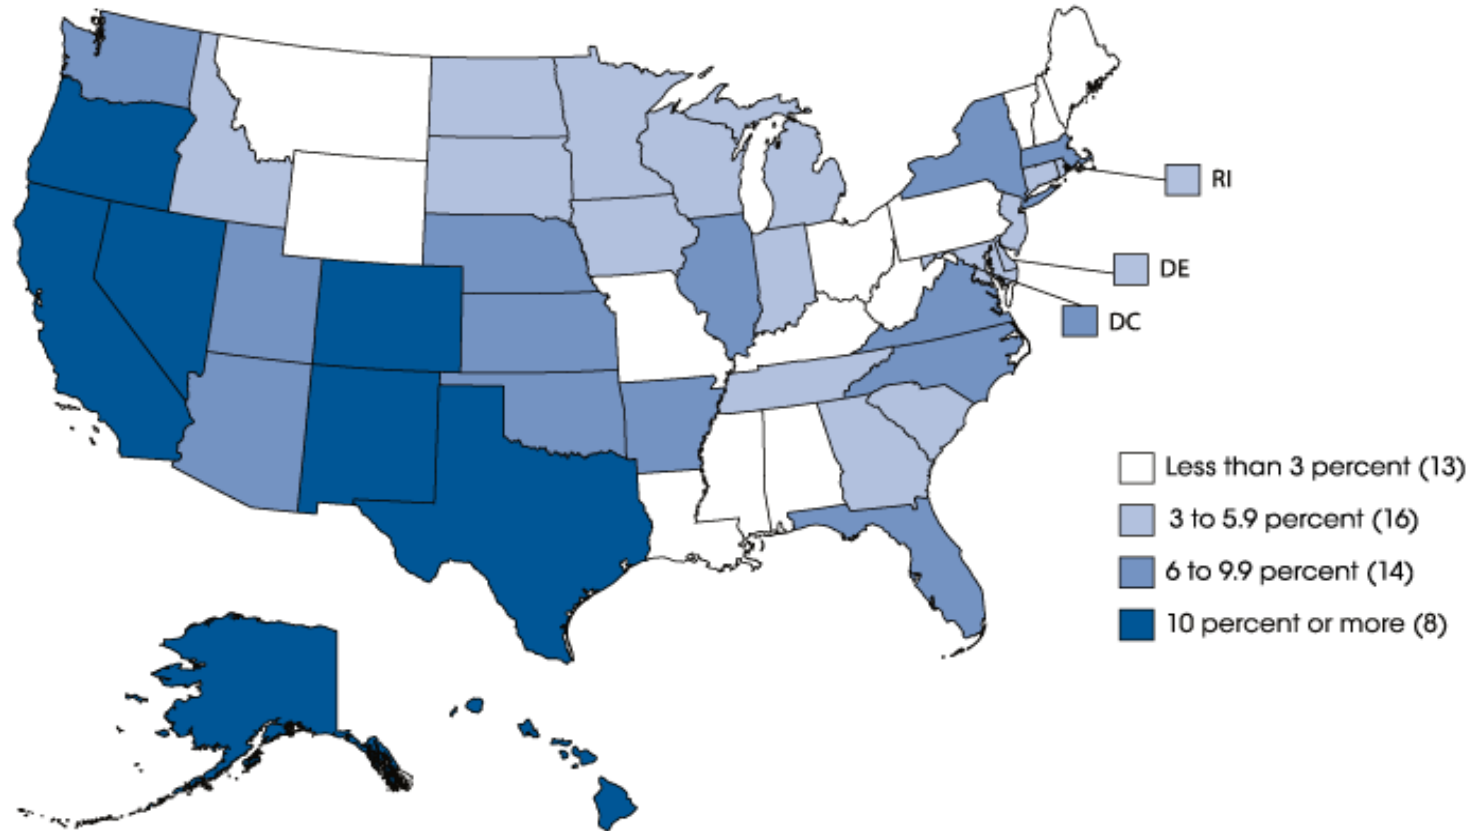 RI
DE
DC
Less than 3 percent (13)
3 to 5.9 percent (16)
6 to 9.9 percent (14)
10 percent or more (8)